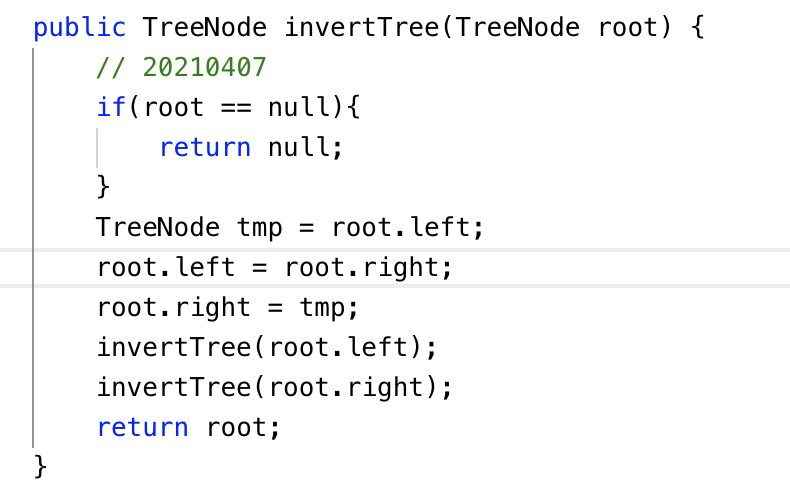 public TreeNode invertTree(TreeNode root) {
    // 20210407
    if(root == null){
        return null;
    }
    TreeNode tmp = root.left;
    root.left = root.right;
    root.right = tmp;
    invertTree(root.left);
    invertTree(root.right);
    return root;
}